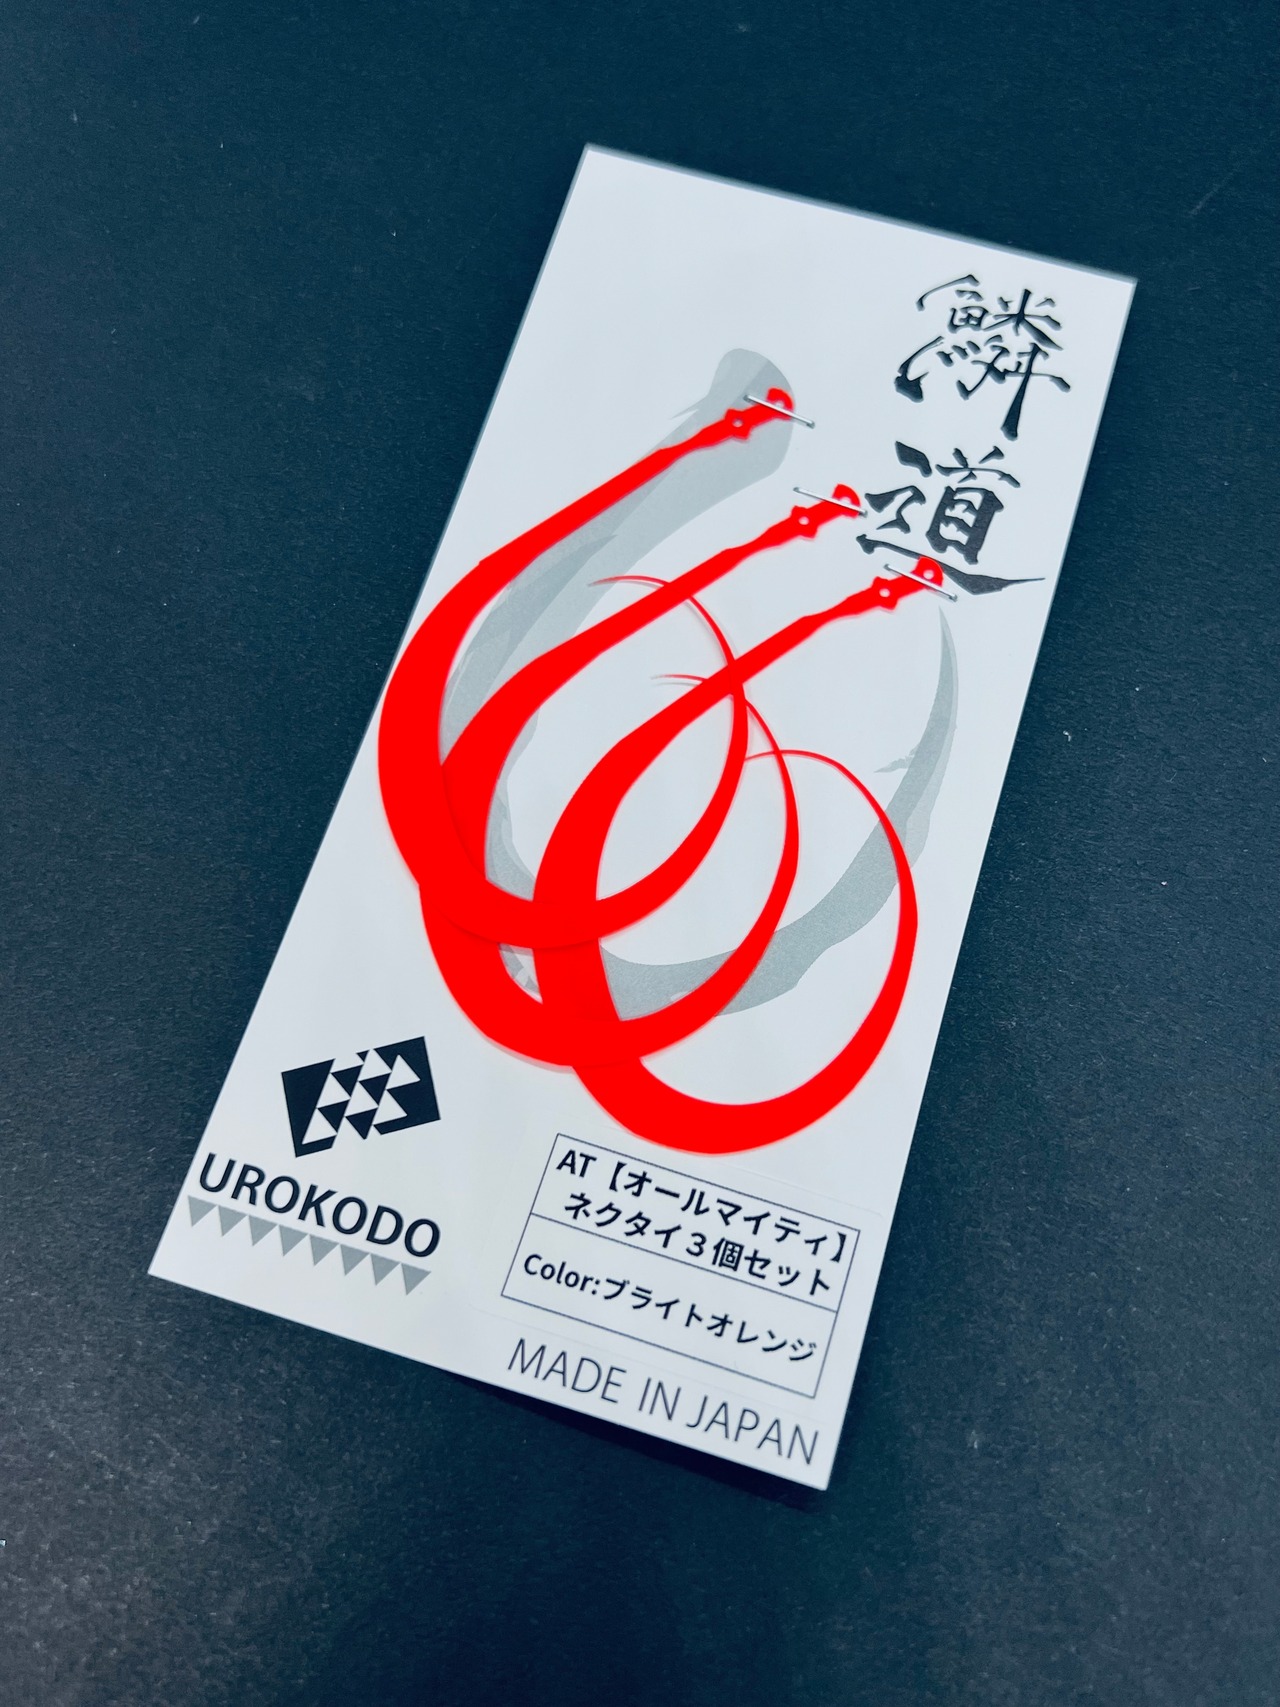 鱗道
UROKODO
AT【オールマイティ】
ネクタイ３個セット
Color:ブライトオレンジ
MADE IN JAPAN